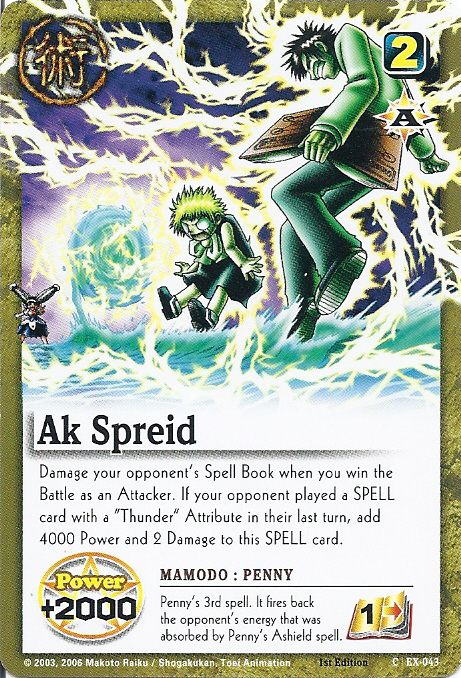 術
2
A
Ak Spreid
Damage your opponent's Spell Book when you win the
Battle as an Attacker. If your opponent played a SPELL
card with a "Thunder" Attribute in their last turn, add
4000 Power and 2 Damage to this SPELL card.
Power
+2000
MAMODO : PENNY
Penny's 3rd spell. It fires back
the opponent's energy that was
absorbed by Penny's Ashield spell.
1
© 2003, 2006 Makoto Raiku / Shogakukan, Toei Animation
1st Edition
C EX-043